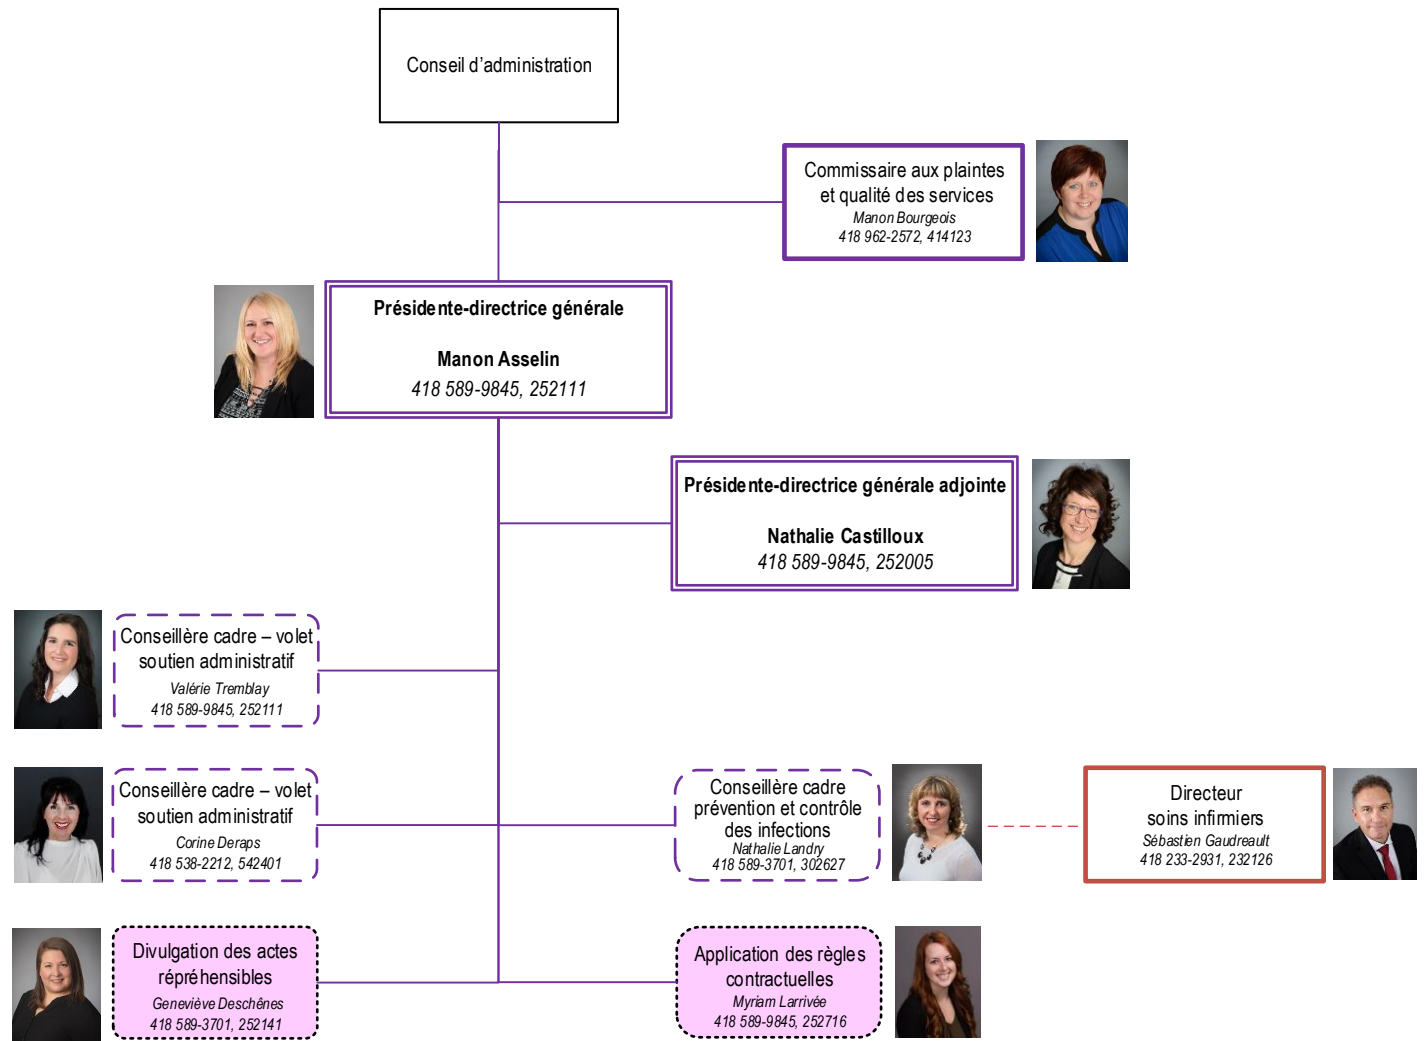 Conseil d'administration
Commissaire aux plaintes
et qualité des services
Manon Bourgeois
418 962-2572, 414123
Présidente-directrice générale
Manon Asselin
418 589-9845, 252111
Présidente-directrice générale adjointe
Nathalie Castilloux
418 589-9845, 252005
Conseillère cadre – volet
soutien administratif
Valérie Tremblay
418 589-9845, 252111
Conseillère cadre – volet
soutien administratif
Corine Deraps
418 538-2212, 542401
Conseillère cadre
prévention et contrôle
des infections
Nathalie Landry
418 589-3701, 302627
Directeur
soins infirmiers
Sébastien Gaudreault
418 233-2931, 232126
Divulgation des actes
répréhensibles
Geneviève Deschênes
418 589-3701, 252141
Application des règles
contractuelles
Myriam Larrivée
418 589-9845, 252716